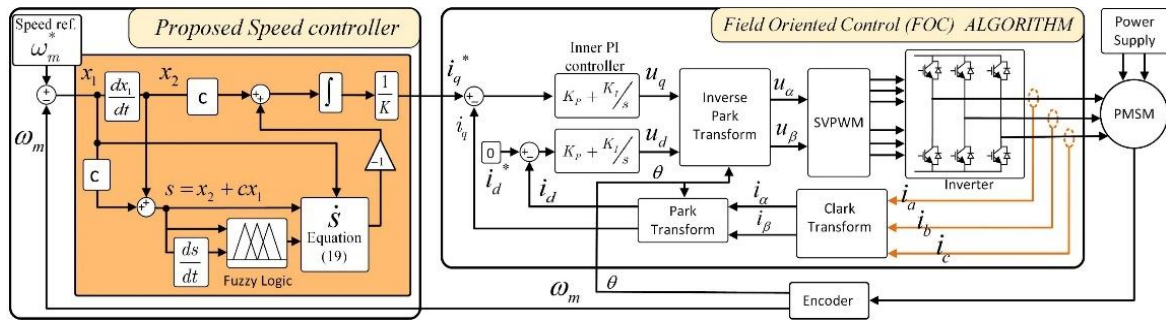 Proposed Speed controller
Field Oriented Control (FOC) ALGORITHM
Speed ref.
ω*m
x₁
dx₁/dt
x₂
c
∫
1/K
-1
c
s = x₂ + cx₁
ds/dt
Fuzzy Logic
ṡ
Equation
(19)
ωm
iq*
iq
Inner PI
controller
KP + KI/s
uq
0
id*
id
KP + KI/s
ud
θ
Inverse
Park
Transform
uα
uβ
SVPWM
Inverter
Power
Supply
PMSM
Park
Transform
iα
iβ
Clark
Transform
ia
ib
ic
ωm
θ
Encoder